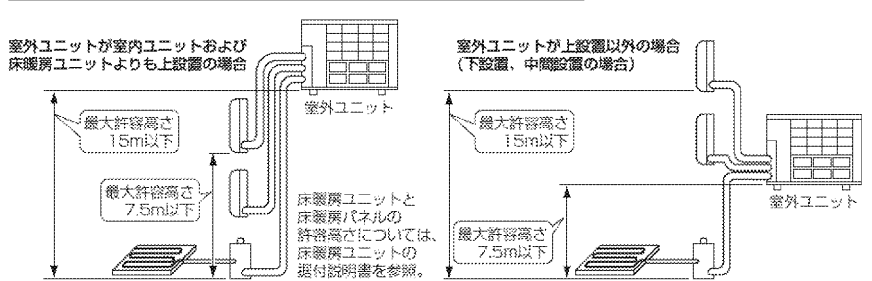 室外ユニットが室内ユニットおよび
床暖房ユニットよりも上設置の場合
室外ユニット
最大許容高さ
15m以下
最大許容高さ
7.5m以下
床暖房ユニットと
床暖房パネルの
許容高さについては、
床暖房ユニットの
据付説明書を参照。
室外ユニットが上設置以外の場合
(下設置、中間設置の場合)
最大許容高さ
15m以下
室外ユニット
最大許容高さ
7.5m以下